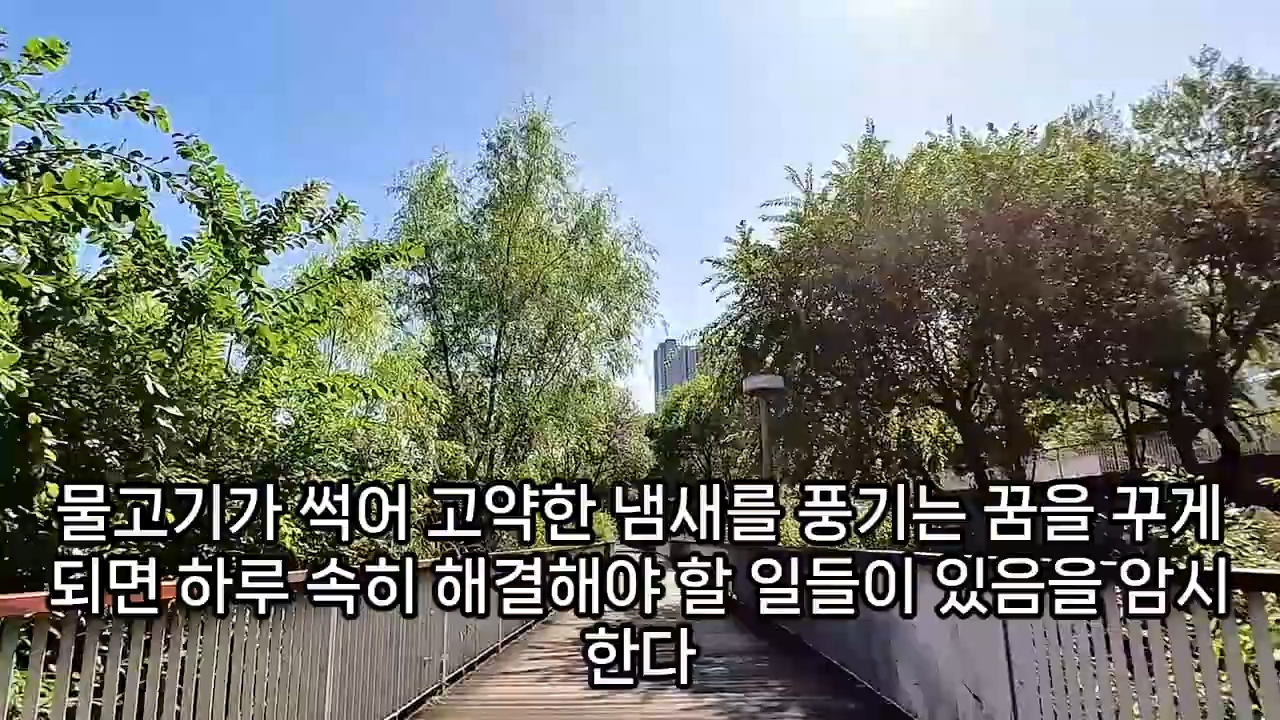 물고기가 썩어 고약한 냄새를 풍기는 꿈을 꾸게
되면 하루 속히 해결해야 할 일들이 있음을 암시
한다